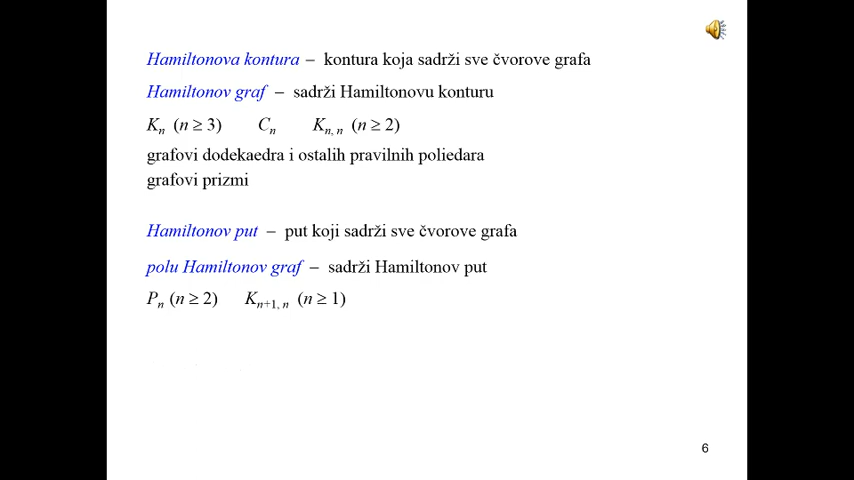 Hamiltonova kontura – kontura koja sadrži sve čvorove grafa
Hamiltonov graf – sadrži Hamiltonovu konturu
Kn (n ≥ 3) Cn Kn, n (n ≥ 2)
grafovi dodekaedra i ostalih pravilnih poliedara
grafovi prizmi
Hamiltonov put – put koji sadrži sve čvorove grafa
polu Hamiltonov graf – sadrži Hamiltonov put
Pn (n ≥ 2) Kn+1, n (n ≥ 1)
6